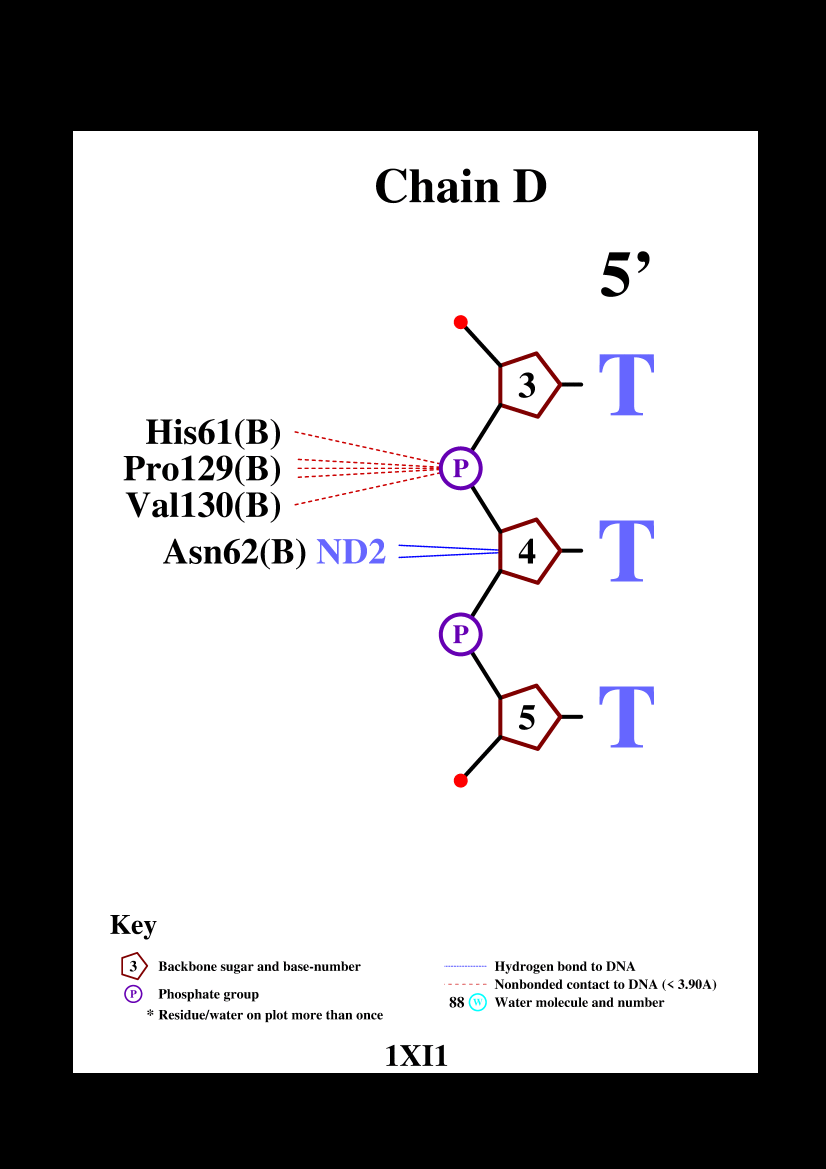 Chain D
5’
3 T
His61(B)
P
Pro129(B)
Val130(B)
Asn62(B) ND2 4 T
P
5 T
Key
3 Backbone sugar and base-number
P Phosphate group
* Residue/water on plot more than once
Hydrogen bond to DNA
Nonbonded contact to DNA (< 3.90A)
88 W Water molecule and number
1XI1